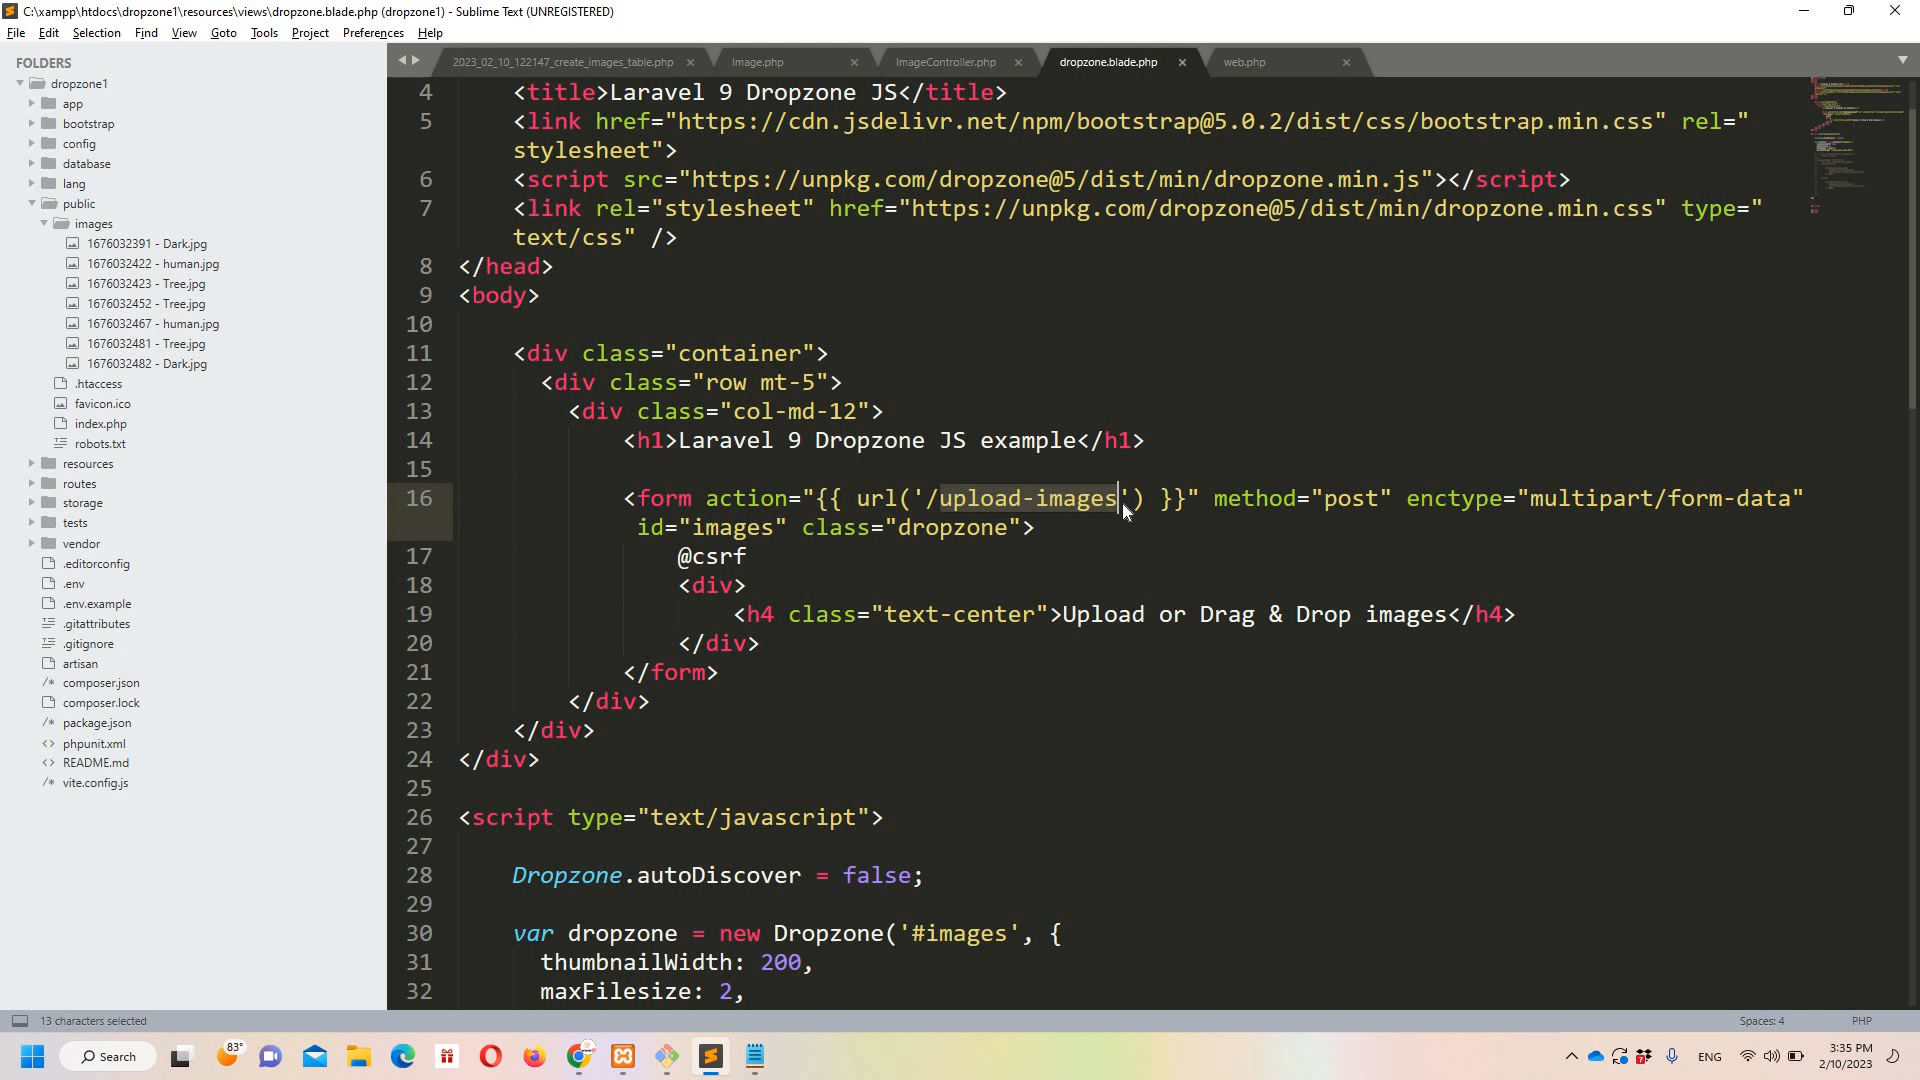 C:\xampp\htdocs\dropzone1\resources\views\dropzone.blade.php (dropzone1) - Sublime Text (UNREGISTERED)
File Edit Selection Find View Goto Tools Project Preferences Help
FOLDERS
dropzone1
app
bootstrap
config
database
lang
public
images
1676032391 - Dark.jpg
1676032422 - human.jpg
1676032423 - Tree.jpg
1676032452 - Tree.jpg
1676032467 - human.jpg
1676032481 - Tree.jpg
1676032482 - Dark.jpg
.htaccess
favicon.ico
index.php
robots.txt
resources
routes
storage
tests
vendor
.editorconfig
.env
.env.example
.gitattributes
.gitignore
artisan
composer.json
composer.lock
package.json
phpunit.xml
README.md
vite.config.js
2023_02_10_122147_create_images_table.php Image.php ImageController.php dropzone.blade.php web.php
4 <title>Laravel 9 Dropzone JS</title>
5 <link href="https://cdn.jsdelivr.net/npm/bootstrap@5.0.2/dist/css/bootstrap.min.css" rel="
stylesheet">
6 <script src="https://unpkg.com/dropzone@5/dist/min/dropzone.min.js"></script>
7 <link rel="stylesheet" href="https://unpkg.com/dropzone@5/dist/min/dropzone.min.css" type="
text/css" />
8 </head>
9 <body>
10
11 <div class="container">
12 <div class="row mt-5">
13 <div class="col-md-12">
14 <h1>Laravel 9 Dropzone JS example</h1>
15
16 <form action="{{ url('/upload-images') }}" method="post" enctype="multipart/form-data"
id="images" class="dropzone">
17 @csrf
18 <div>
19 <h4 class="text-center">Upload or Drag & Drop images</h4>
20 </div>
21 </form>
22 </div>
23 </div>
24 </div>
25
26 <script type="text/javascript">
27
28 Dropzone.autoDiscover = false;
29
30 var dropzone = new Dropzone('#images', {
31 thumbnailWidth: 200,
32 maxFilesize: 2,
13 characters selected
Spaces: 4 PHP
83°
Search
ENG
3:35 PM
2/10/2023